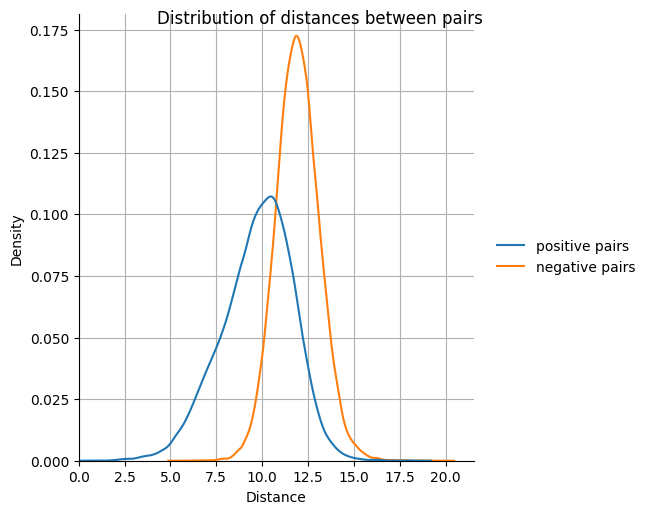 Distribution of distances between pairs
0.175
0.150
0.125
0.100
0.075
0.050
0.025
0.000
Density
0.0 2.5 5.0 7.5 10.0 12.5 15.0 17.5 20.0
Distance
positive pairs
negative pairs